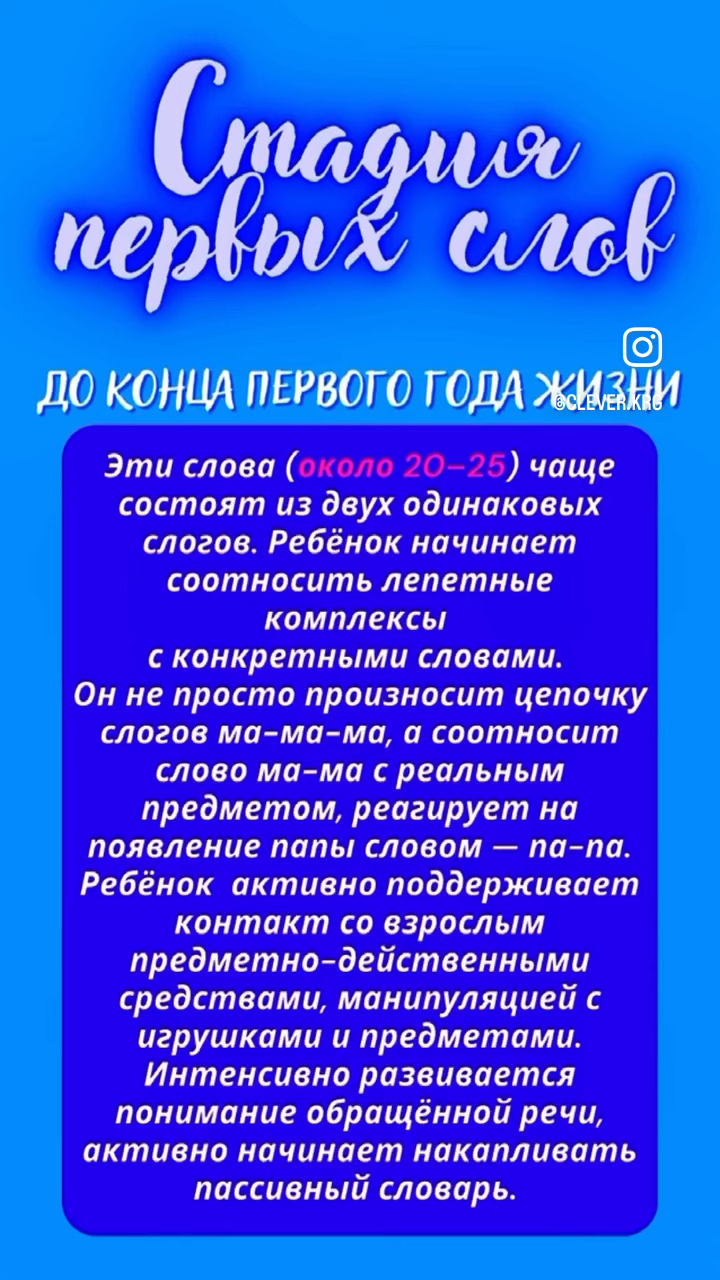 Стадия
первых слов
ДО КОНЦА ПЕРВОГО ГОДА ЖИЗНИ
@CLEVER.KRG
Эти слова (около 20–25) чаще
состоят из двух одинаковых
слогов. Ребёнок начинает
соотносить лепетные
комплексы
с конкретными словами.
Он не просто произносит цепочку
слогов ма–ма–ма, а соотносит
слово ма–ма с реальным
предметом, реагирует на
появление папы словом — па–па.
Ребёнок активно поддерживает
контакт со взрослым
предметно–действенными
средствами, манипуляцией с
игрушками и предметами.
Интенсивно развивается
понимание обращённой речи,
активно начинает накапливать
пассивный словарь.